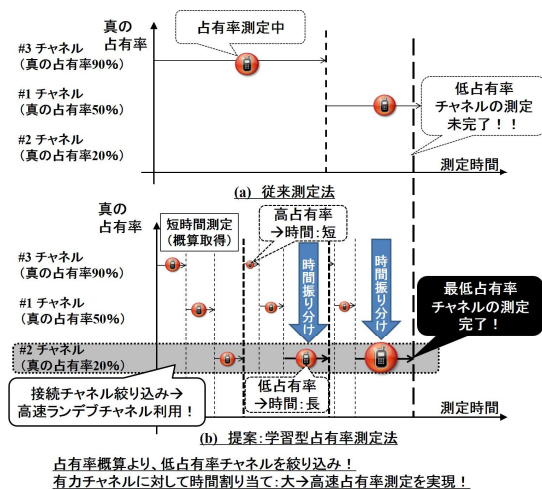 真の
占有率
#3 チャネル
(真の占有率90%)
占有率測定中
#1 チャネル
(真の占有率50%)
低占有率
チャネルの測定
未完了！！
#2 チャネル
(真の占有率20%)
測定時間
(a) 従来測定法
真の
占有率
短時間測定
(概算取得)
高占有率
→時間：短
#3 チャネル
(真の占有率90%)
時間振り分け
時間振り分け
#1 チャネル
(真の占有率50%)
最低占有率
チャネルの測定
完了！
#2 チャネル
(真の占有率20%)
接続チャネル絞り込み→
高速ランデブチャネル利用！
低占有率
→時間：長
測定時間
(b) 提案：学習型占有率測定法
占有率概算より、低占有率チャネルを絞り込み！
有力チャネルに対して時間割り当て：大→高速占有率測定を実現！